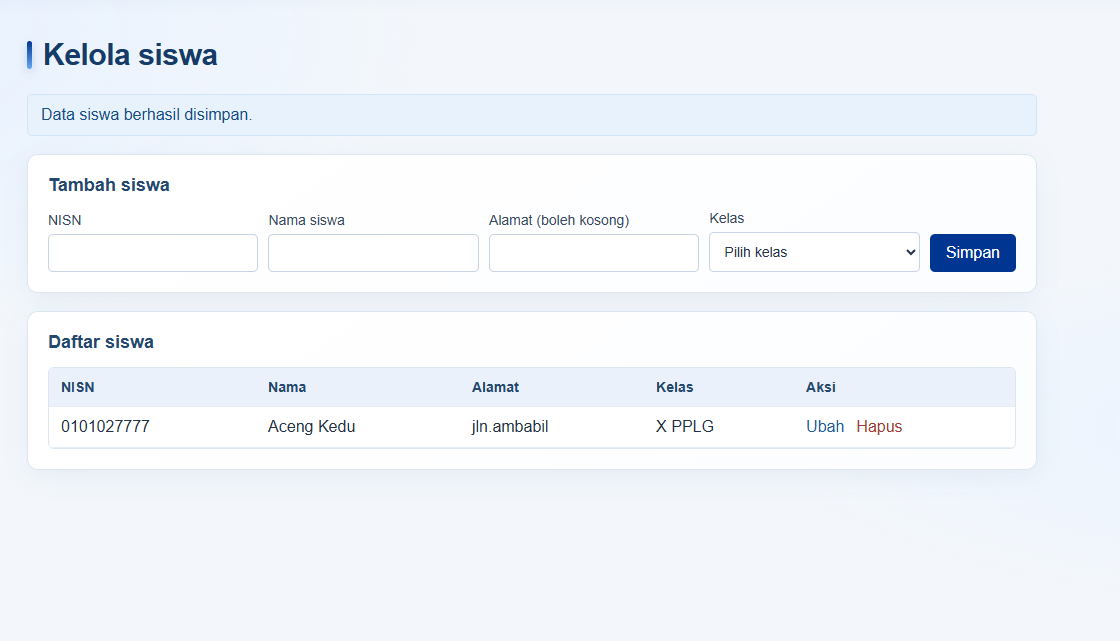 Kelola siswa
Data siswa berhasil disimpan.
Tambah siswa
NISN Nama siswa Alamat (boleh kosong) Kelas
Pilih kelas Simpan
Daftar siswa
NISN Nama Alamat Kelas Aksi
0101027777 Aceng Kedu jln.ambabil X PPLG Ubah Hapus